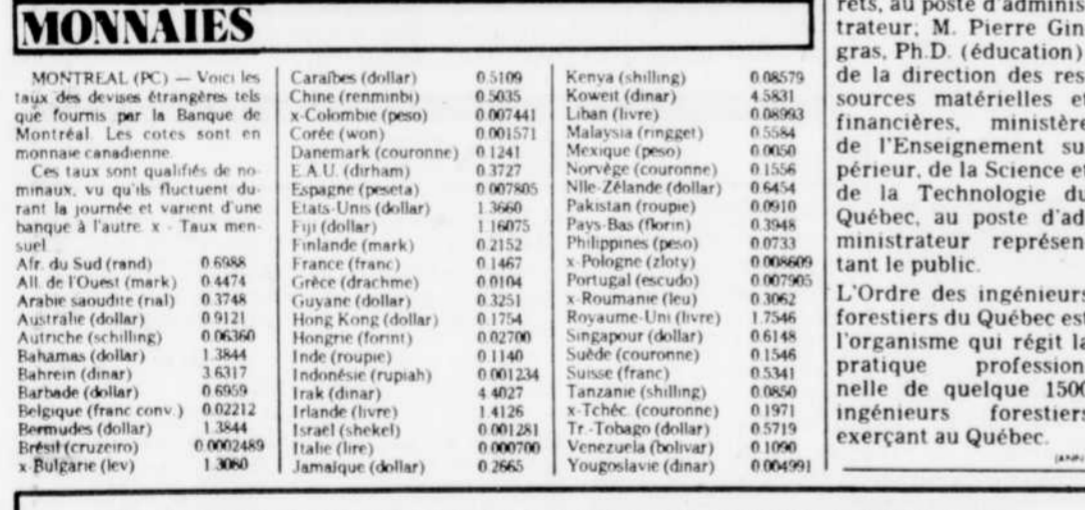 MONNAIES
MONTREAL (PC) — Voici les
taux des devises étrangères tels
que fournis par la Banque de
Montréal. Les cotes sont en
monnaie canadienne.
Ces taux sont qualifiés de no-
minaux, vu qu'ils fluctuent du-
rant la journée et varient d'une
banque à l'autre. x - Taux men-
suel
Afr. du Sud (rand) 0.6988
All. de l'Ouest (mark) 0.4474
Arabie saoudite (rial) 0.3748
Australie (dollar) 0.9121
Autriche (schilling) 0.06360
Bahamas (dollar) 1.3844
Bahrein (dinar) 3.6317
Barbade (dollar) 0.6959
Belgique (franc conv.) 0.02212
Bermudes (dollar) 1.3844
Brésil (cruzeiro) 0.0002489
x-Bulgarie (lev) 1.3060
Caraïbes (dollar) 0.5109
Chine (renminbi) 0.5035
x-Colombie (peso) 0.007441
Corée (won) 0.001571
Danemark (couronne) 0.1241
E.A.U. (dirham) 0.3727
Espagne (peseta) 0.007805
Etats-Unis (dollar) 1.3660
Fiji (dollar) 1.16075
Finlande (mark) 0.2152
France (franc) 0.1467
Grèce (drachme) 0.0104
Guyane (dollar) 0.3251
Hong Kong (dollar) 0.1754
Hongrie (forint) 0.02700
Inde (roupie) 0.1140
Indonésie (rupiah) 0.001234
Irak (dinar) 4.4027
Irlande (livre) 1.4126
Israel (shekel) 0.001281
Italie (lire) 0.000700
Jamaïque (dollar) 0.2665
Kenya (shilling) 0.08579
Koweit (dinar) 4.5831
Liban (livre) 0.08993
Malaysia (ringget) 0.5584
Mexique (peso) 0.0050
Norvège (couronne) 0.1556
Nlle-Zélande (dollar) 0.6454
Pakistan (roupie) 0.0910
Pays-Bas (florin) 0.3948
Philippines (peso) 0.0733
x-Pologne (zloty) 0.008609
Portugal (escudo) 0.007905
x-Roumanie (leu) 0.3062
Royaume-Uni (livre) 1.7546
Singapour (dollar) 0.6148
Suède (couronne) 0.1546
Suisse (franc) 0.5341
Tanzanie (shilling) 0.0850
x-Tchéc. (couronne) 0.1971
Tr.-Tobago (dollar) 0.5719
Venezuela (bolivar) 0.1090
Yougoslavie (dinar) 0.004991
rets, au poste d'adminis
trateur; M. Pierre Gin
gras, Ph.D. (éducation)
de la direction des res
sources matérielles et
financières, ministère
de l'Enseignement su
périeur, de la Science et
de la Technologie du
Québec, au poste d'ad
ministrateur représen
tant le public.
L'Ordre des ingénieurs
forestiers du Québec est
l'organisme qui régit la
pratique profession
nelle de quelque 1500
ingénieurs forestiers
exerçant au Québec.